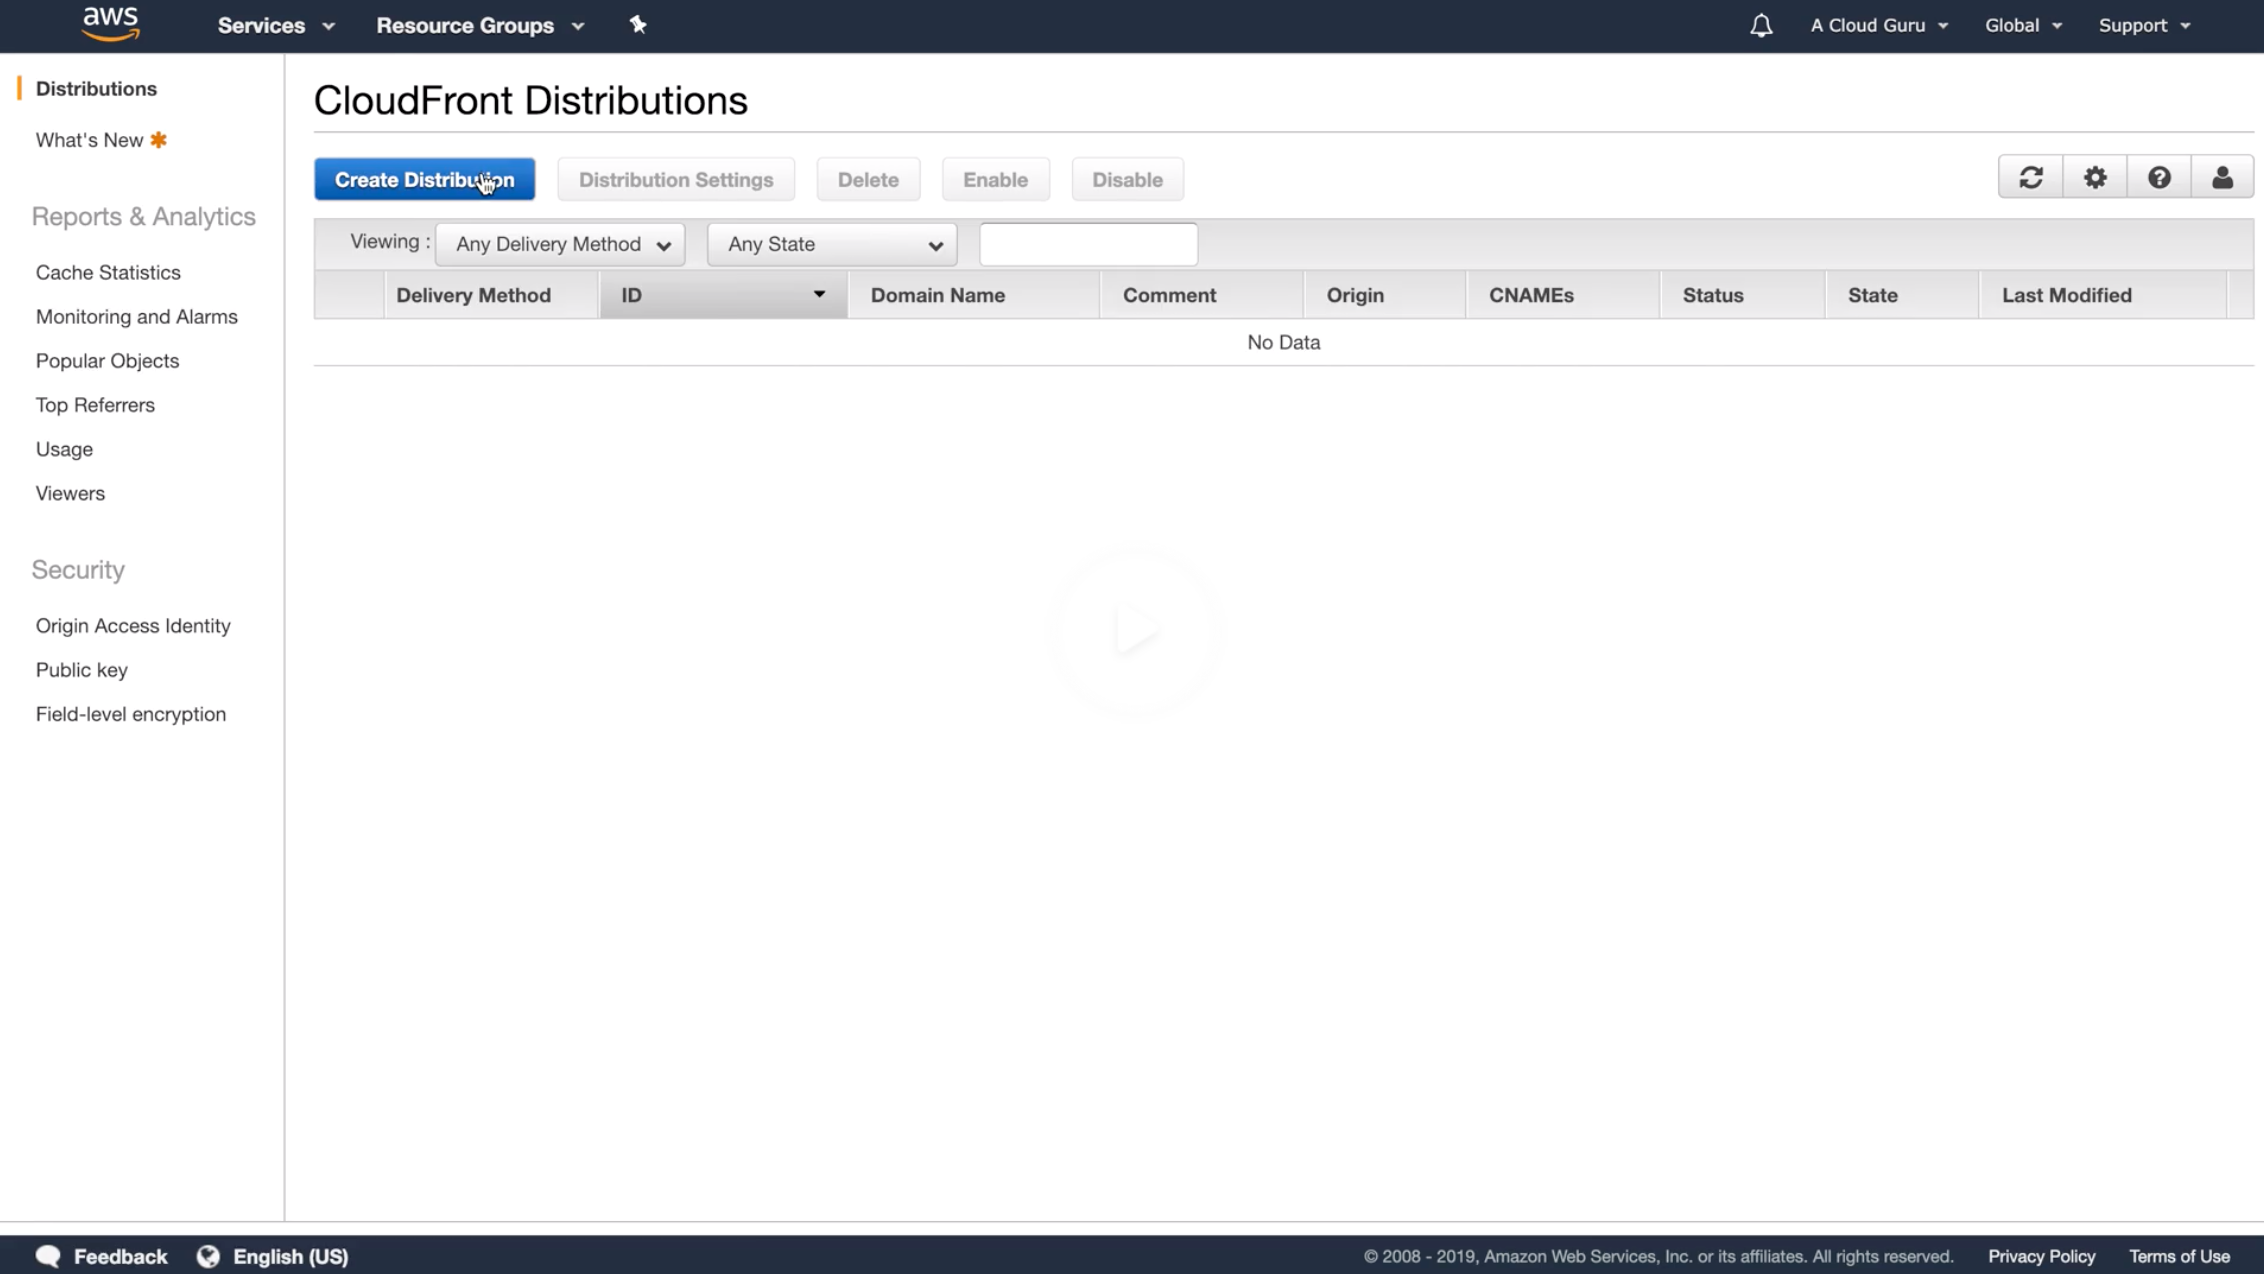 aws Services Resource Groups A Cloud Guru Global Support
Distributions
What's New
Reports & Analytics
Cache Statistics
Monitoring and Alarms
Popular Objects
Top Referrers
Usage
Viewers
Security
Origin Access Identity
Public key
Field-level encryption
CloudFront Distributions
Create Distribution Distribution Settings Delete Enable Disable
Viewing : Any Delivery Method Any State
Delivery Method ID Domain Name Comment Origin CNAMEs Status State Last Modified
No Data
Feedback English (US) © 2008 - 2019, Amazon Web Services, Inc. or its affiliates. All rights reserved. Privacy Policy Terms of Use